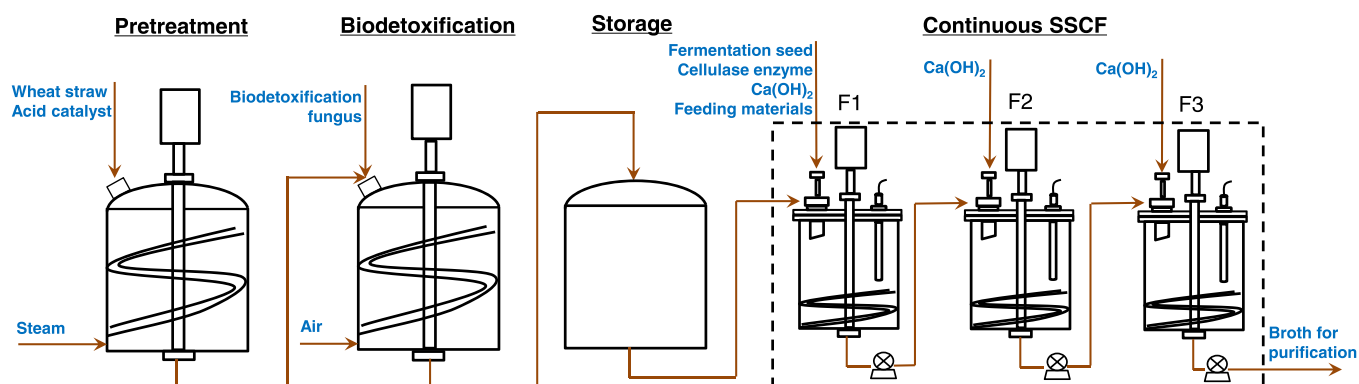 Pretreatment
Biodetoxification
Storage
Continuous SSCF
Wheat straw
Acid catalyst
Steam
Biodetoxification
fungus
Air
Fermentation seed
Cellulase enzyme
Ca(OH)₂
Feeding materials
F1
Ca(OH)₂
F2
Ca(OH)₂
F3
Broth for
purification